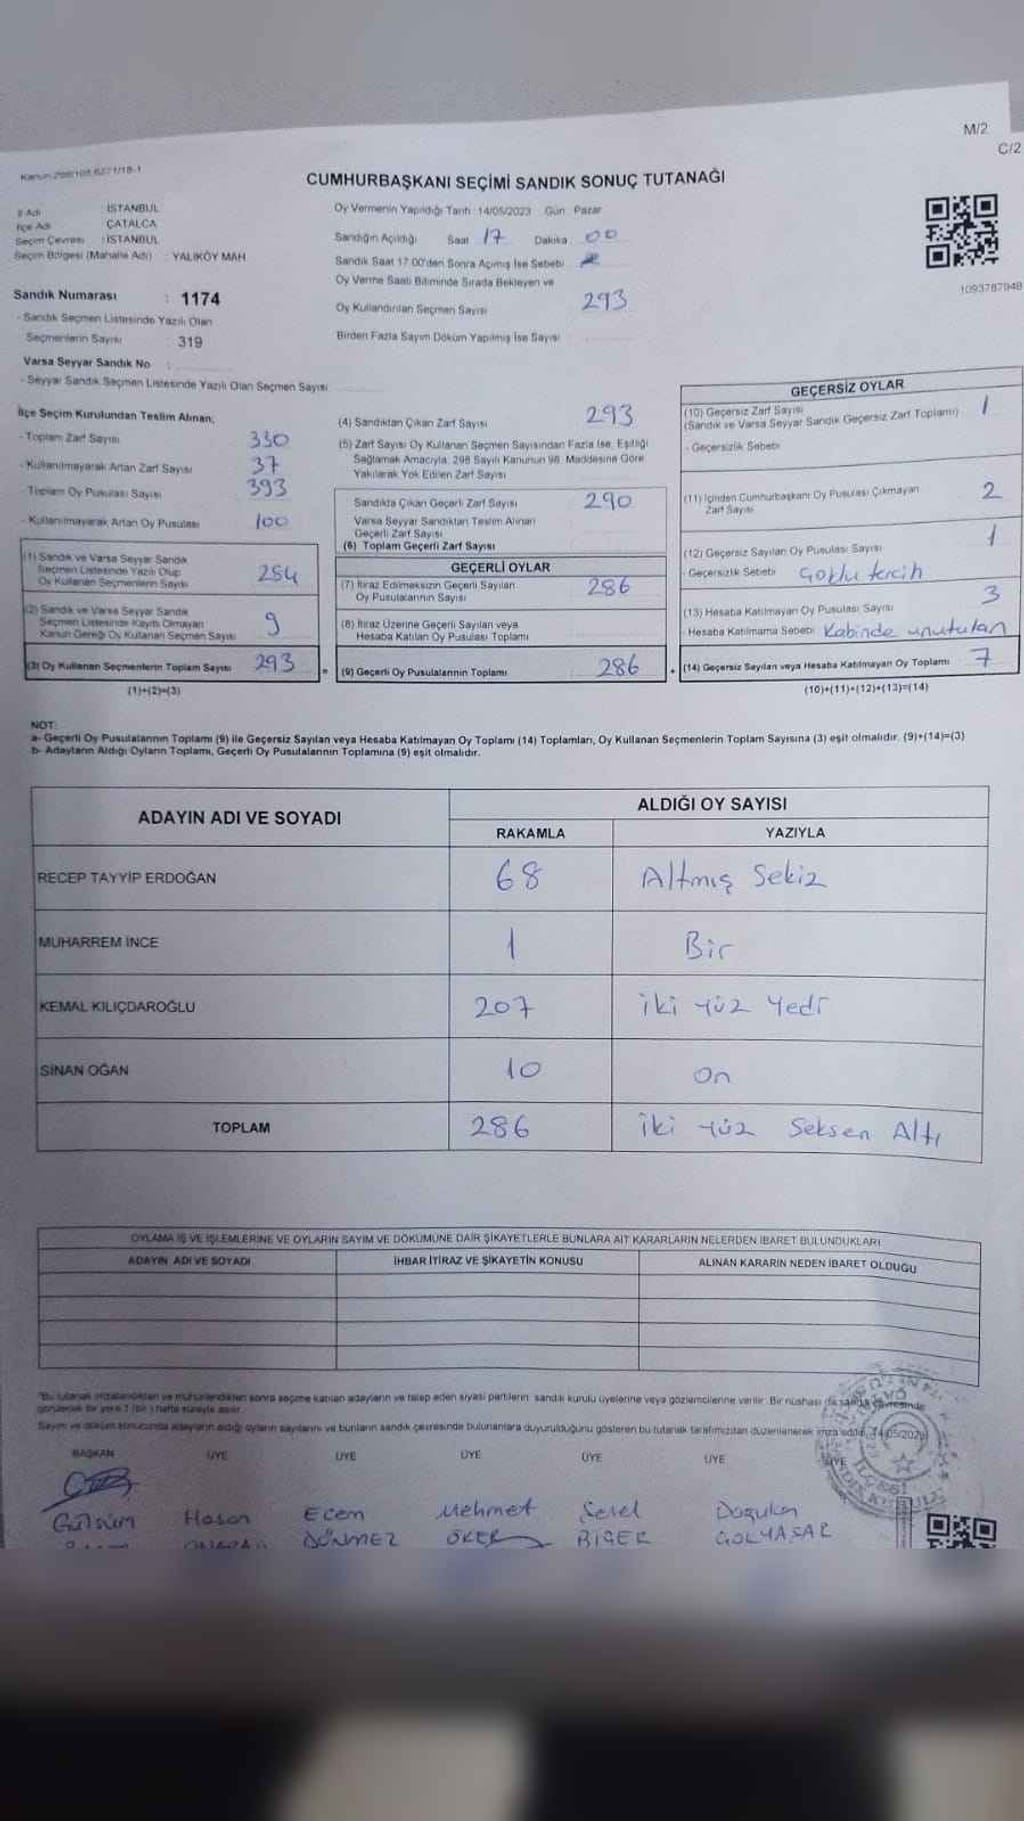 M/2
C/2
CUMHURBAŞKANI SEÇİMİ SANDIK SONUÇ TUTANAĞI
İl Adı : İSTANBUL
İlçe Adı : ÇATALCA
Seçim Çevresi : İSTANBUL
Seçim Bölgesi (Mahalle Adı) : YALIKÖY MAH.
Sandık Numarası : 1174
- Sandık Seçmen Listesinde Yazılı Olan
Seçmenlerin Sayısı : 319
Varsa Seyyar Sandık No :
- Seyyar Sandık Seçmen Listesinde Yazılı Olan Seçmen Sayısı
Oy Vermenin Yapıldığı Tarih : 14/05/2023 Gün : Pazar
Sandığın Açıldığı Saat : 17 Dakika : 00
Sandık Saat 17:00'den Sonra Açılmış İse Sebebi :
Oy Verme Saati Bitiminde Sırada Bekleyen ve
Oy Kullandırılan Seçmen Sayısı 293
Birden Fazla Sayım Döküm Yapılmış İse Sayısı
1093787948
İlçe Seçim Kurulundan Teslim Alınan;
- Toplam Zarf Sayısı 330
- Kullanılmayarak Artan Zarf Sayısı 37
- Toplam Oy Pusulası Sayısı 393
- Kullanılmayarak Artan Oy Pusulası 100
(1) Sandık ve Varsa Seyyar Sandık
Seçmen Listesinde Yazılı Olup
Oy Kullanan Seçmenlerin Sayısı 284
(2) Sandık ve Varsa Seyyar Sandık
Seçmen Listesinde Kayıtlı Olmayan
Kanun Gereği Oy Kullanan Seçmen Sayısı 9
(3) Oy Kullanan Seçmenlerin Toplam Sayısı 293
(1)+(2)=(3)
(4) Sandıktan Çıkan Zarf Sayısı 293
(5) Zarf Sayısı Oy Kullanan Seçmen Sayısından Fazla İse, Eşitliği
Sağlamak Amacıyla; 298 Sayılı Kanunun 98. Maddesine Göre
Yakılarak Yok Edilen Zarf Sayısı
Sandıkta Çıkan Geçerli Zarf Sayısı 290
Varsa Seyyar Sandıktan Teslim Alınan
Geçerli Zarf Sayısı
(6) Toplam Geçerli Zarf Sayısı
GEÇERLİ OYLAR
(7) İtiraz Edilmeksizin Geçerli Sayılan
Oy Pusulalarının Sayısı 286
(8) İtiraz Üzerine Geçerli Sayılan veya
Hesaba Katılan Oy Pusulası Toplamı
= (9) Geçerli Oy Pusulalarının Toplamı 286
GEÇERSİZ OYLAR
(10) Geçersiz Zarf Sayısı 1
(Sandık ve Varsa Seyyar Sandık Geçersiz Zarf Toplamı)
- Geçersizlik Sebebi
(11) İçinden Cumhurbaşkanı Oy Pusulası Çıkmayan 2
Zarf Sayısı
(12) Geçersiz Sayılan Oy Pusulası Sayısı 1
- Geçersizlik Sebebi Çoklu tercih
(13) Hesaba Katılmayan Oy Pusulası Sayısı 3
- Hesaba Katılmama Sebebi Kabinde unutulan
+ (14) Geçersiz Sayılan veya Hesaba Katılmayan Oy Toplamı 7
(10)+(11)+(12)+(13)=(14)
NOT:
a- Geçerli Oy Pusulalarının Toplamı (9) ile Geçersiz Sayılan veya Hesaba Katılmayan Oy Toplamı (14) Toplamları, Oy Kullanan Seçmenlerin Toplam Sayısına (3) eşit olmalıdır. (9)+(14)=(3)
b- Adayların Aldığı Oyların Toplamı, Geçerli Oy Pusulalarının Toplamına (9) eşit olmalıdır.
ADAYIN ADI VE SOYADI
ALDIĞI OY SAYISI
RAKAMLA YAZIYLA
RECEP TAYYİP ERDOĞAN 68 Altmış Sekiz
MUHARREM İNCE 1 Bir
KEMAL KILIÇDAROĞLU 207 iki yüz yedi
SİNAN OĞAN 10 On
TOPLAM 286 iki yüz Seksen Altı
OYLAMA İŞ VE İŞLEMLERİNE VE OYLARIN SAYIM VE DÖKÜMÜNE DAİR ŞİKAYETLERLE BUNLARA AİT KARARLARIN NELERDEN İBARET BULUNDUKLARI
ADAYIN ADI VE SOYADI İHBAR İTİRAZ VE ŞİKAYETİN KONUSU ALINAN KARARIN NEDEN İBARET OLDUĞU
"Bu tutanak imzalandıktan ve mühürlendikten sonra seçime katılan adayların ve talep eden siyasi partilerin sandık kurulu üyelerine veya gözlemcilerine verilir. Bir nüshası da sandık çevresinde
görülecek bir yere 1 (bir) hafta süreyle asılır."
Sayım ve döküm sonucunda adayların aldığı oyların sayılarını ve bunların sandık çevresinde bulunanlara duyurulduğunu gösteren bu tutanak tarafımızdan düzenlenerek imza edildi. 14/05/2023
BAŞKAN ÜYE ÜYE ÜYE ÜYE ÜYE ÜYE
Gülsüm Hasan Ecem Mehmet Serel Doğukan
DÖNMEZ ÖKER BİÇER GÖLYAŞAR